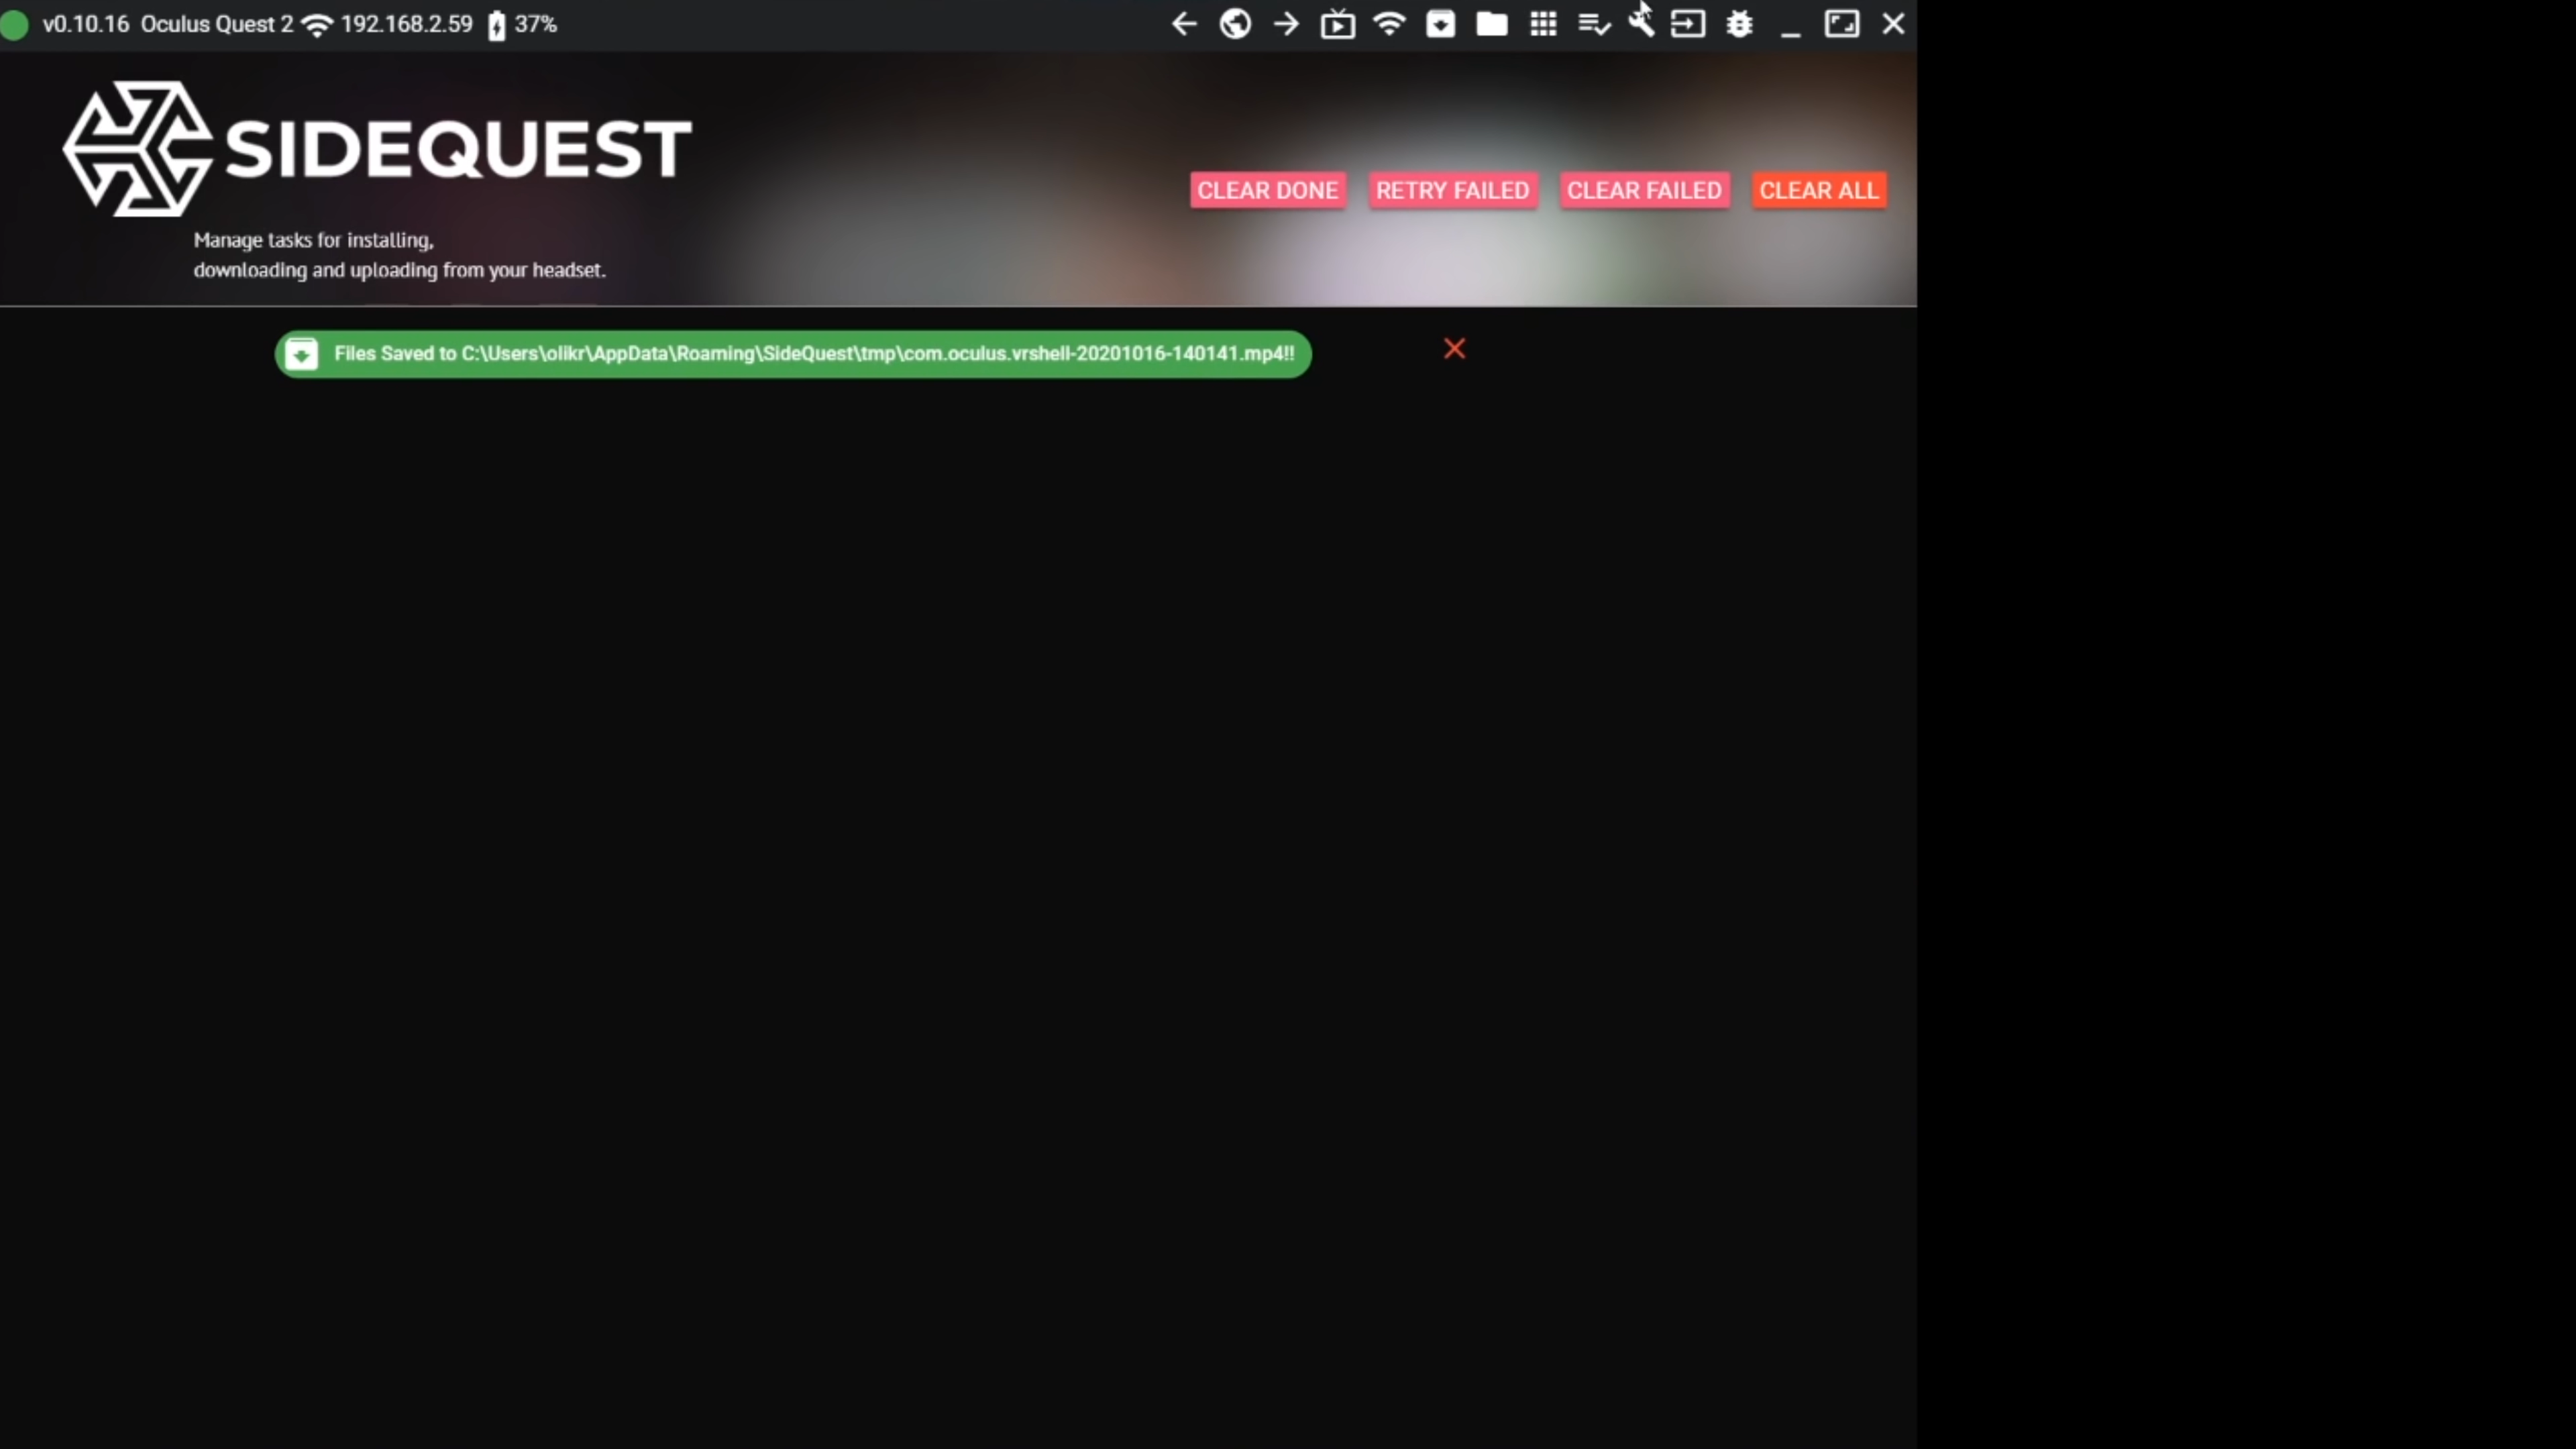 v0.10.16 Oculus Quest 2 192.168.2.59 37%
SIDEQUEST
CLEAR DONE RETRY FAILED CLEAR FAILED CLEAR ALL
Manage tasks for installing,
downloading and uploading from your headset.
Files Saved to C:\Users\olikr\AppData\Roaming\SideQuest\tmp\com.oculus.vrshell-20201016-140141.mp4!!